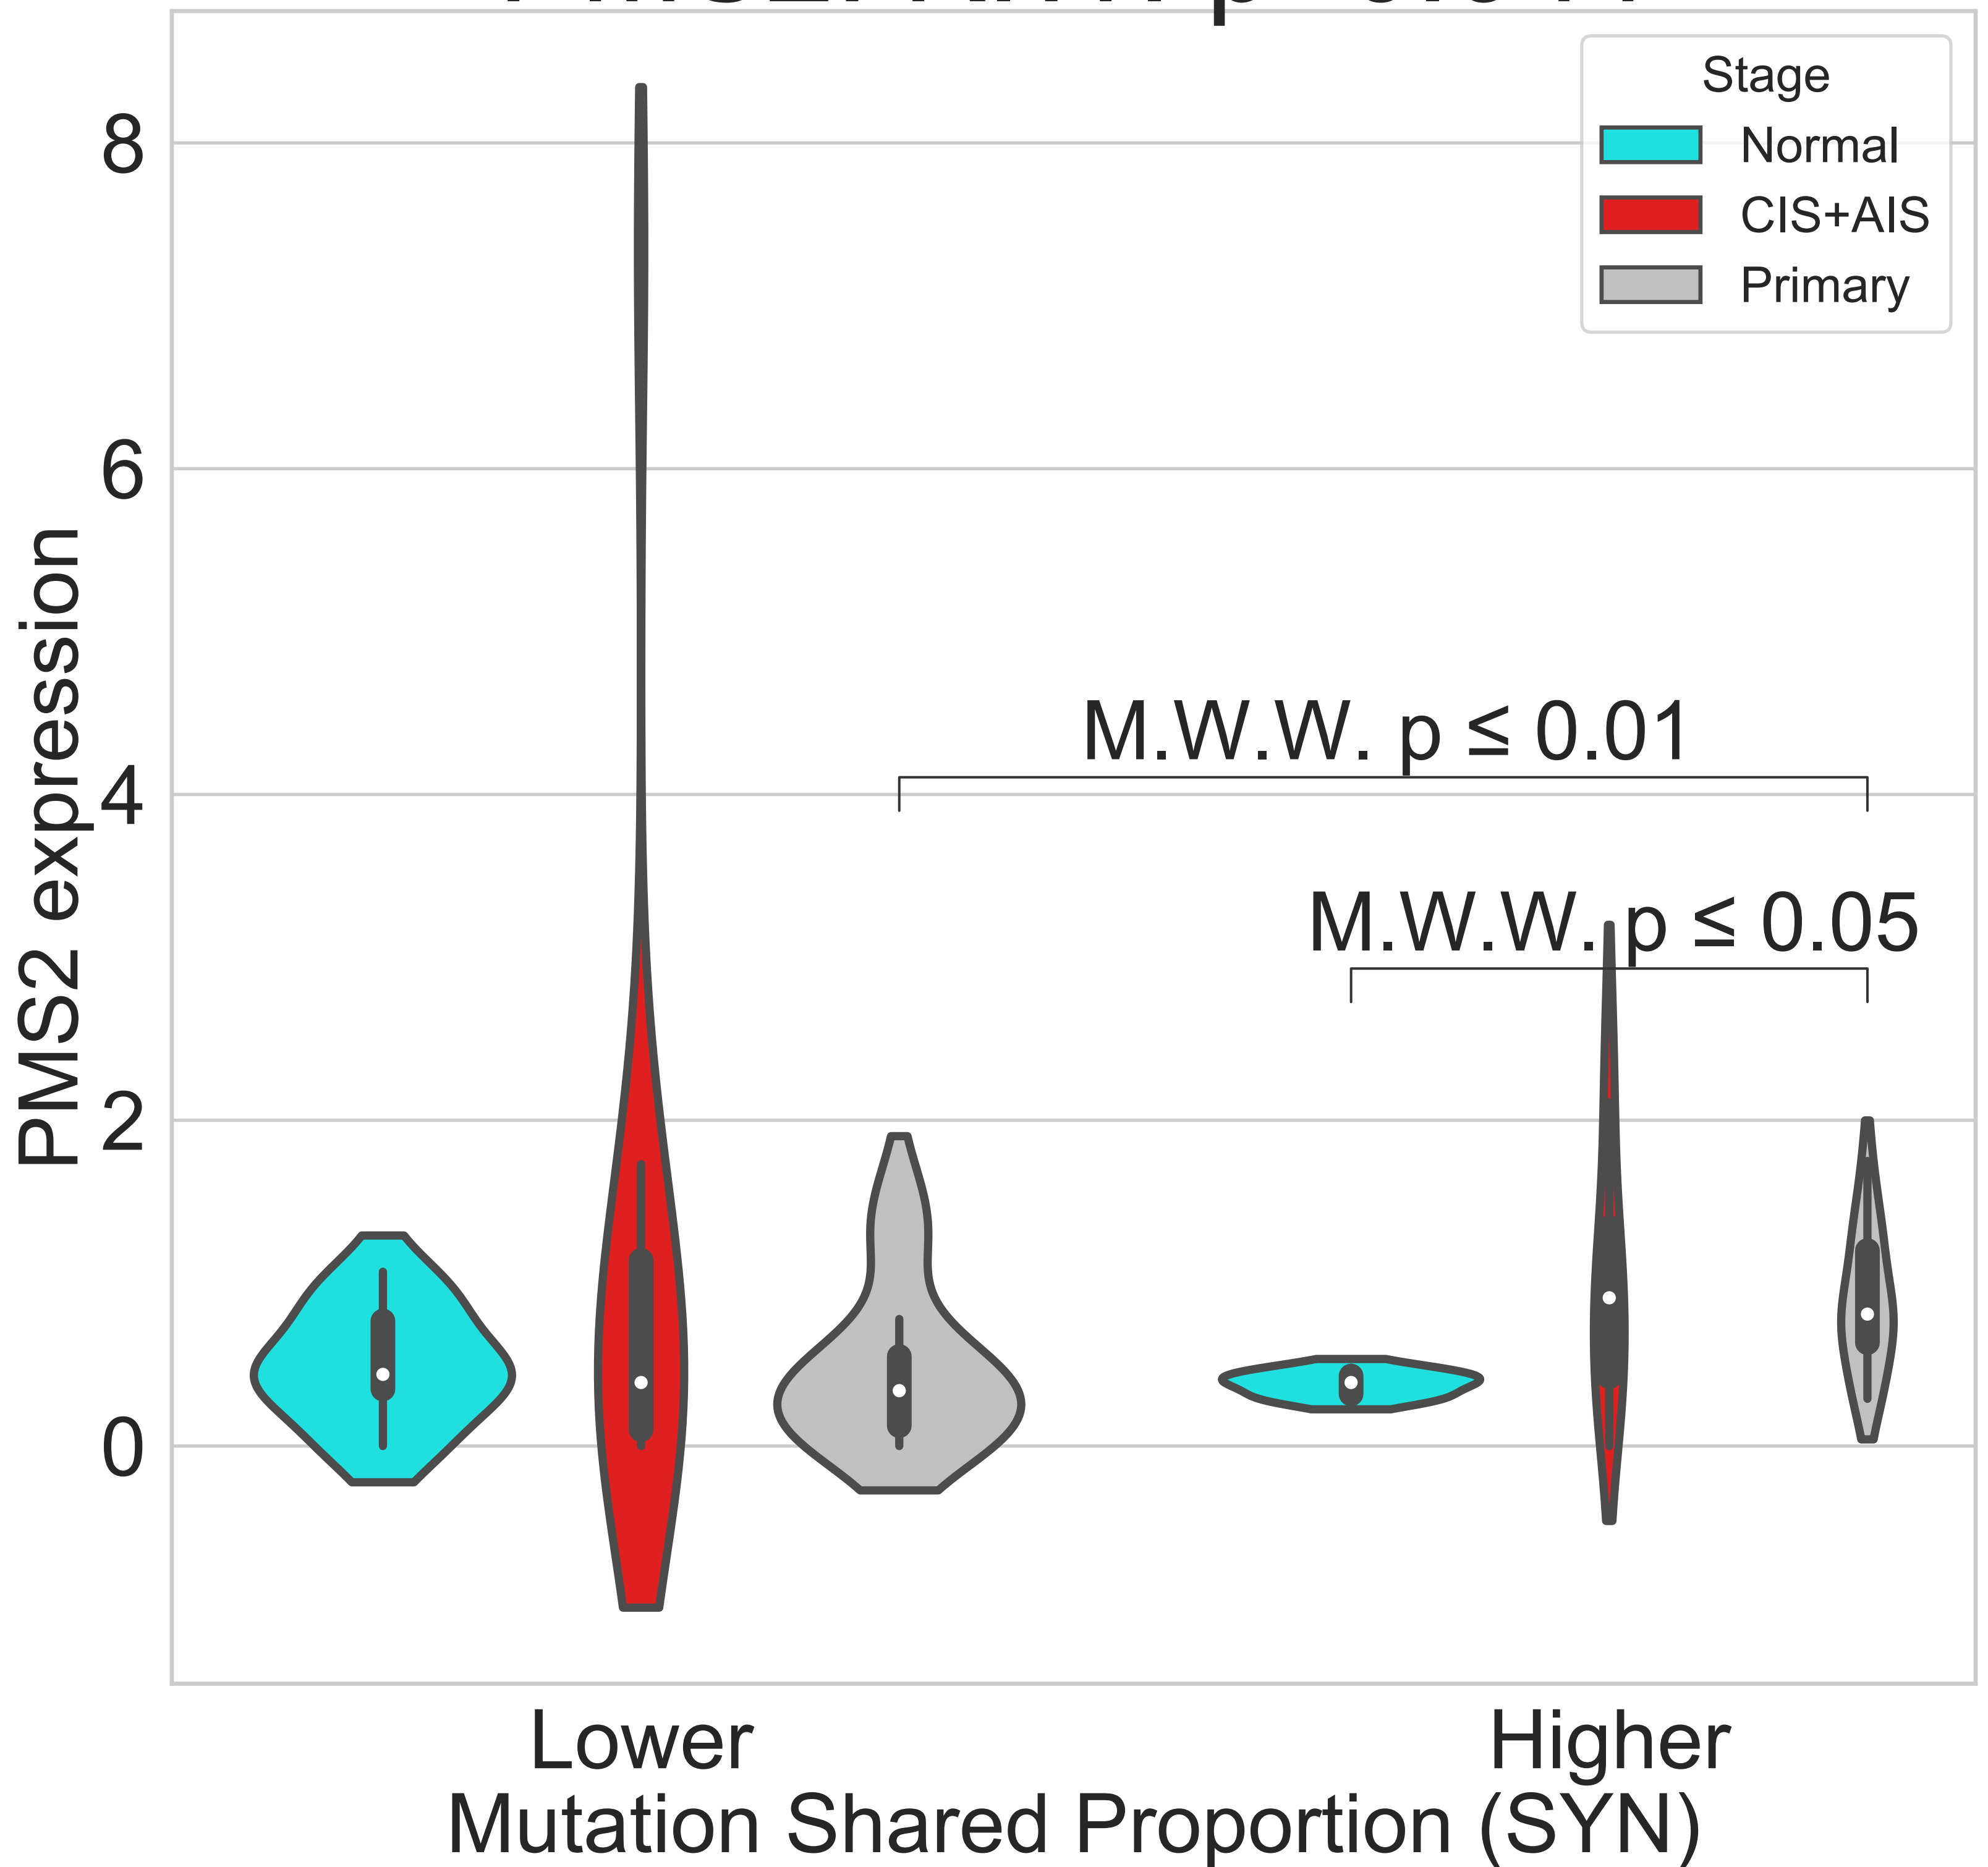 Stage
Normal
CIS+AIS
Primary
8
6
4
2
0
PMS2 expression
M.W.W. p ≤ 0.01
M.W.W. p ≤ 0.05
Lower
Higher
Mutation Shared Proportion (SYN)